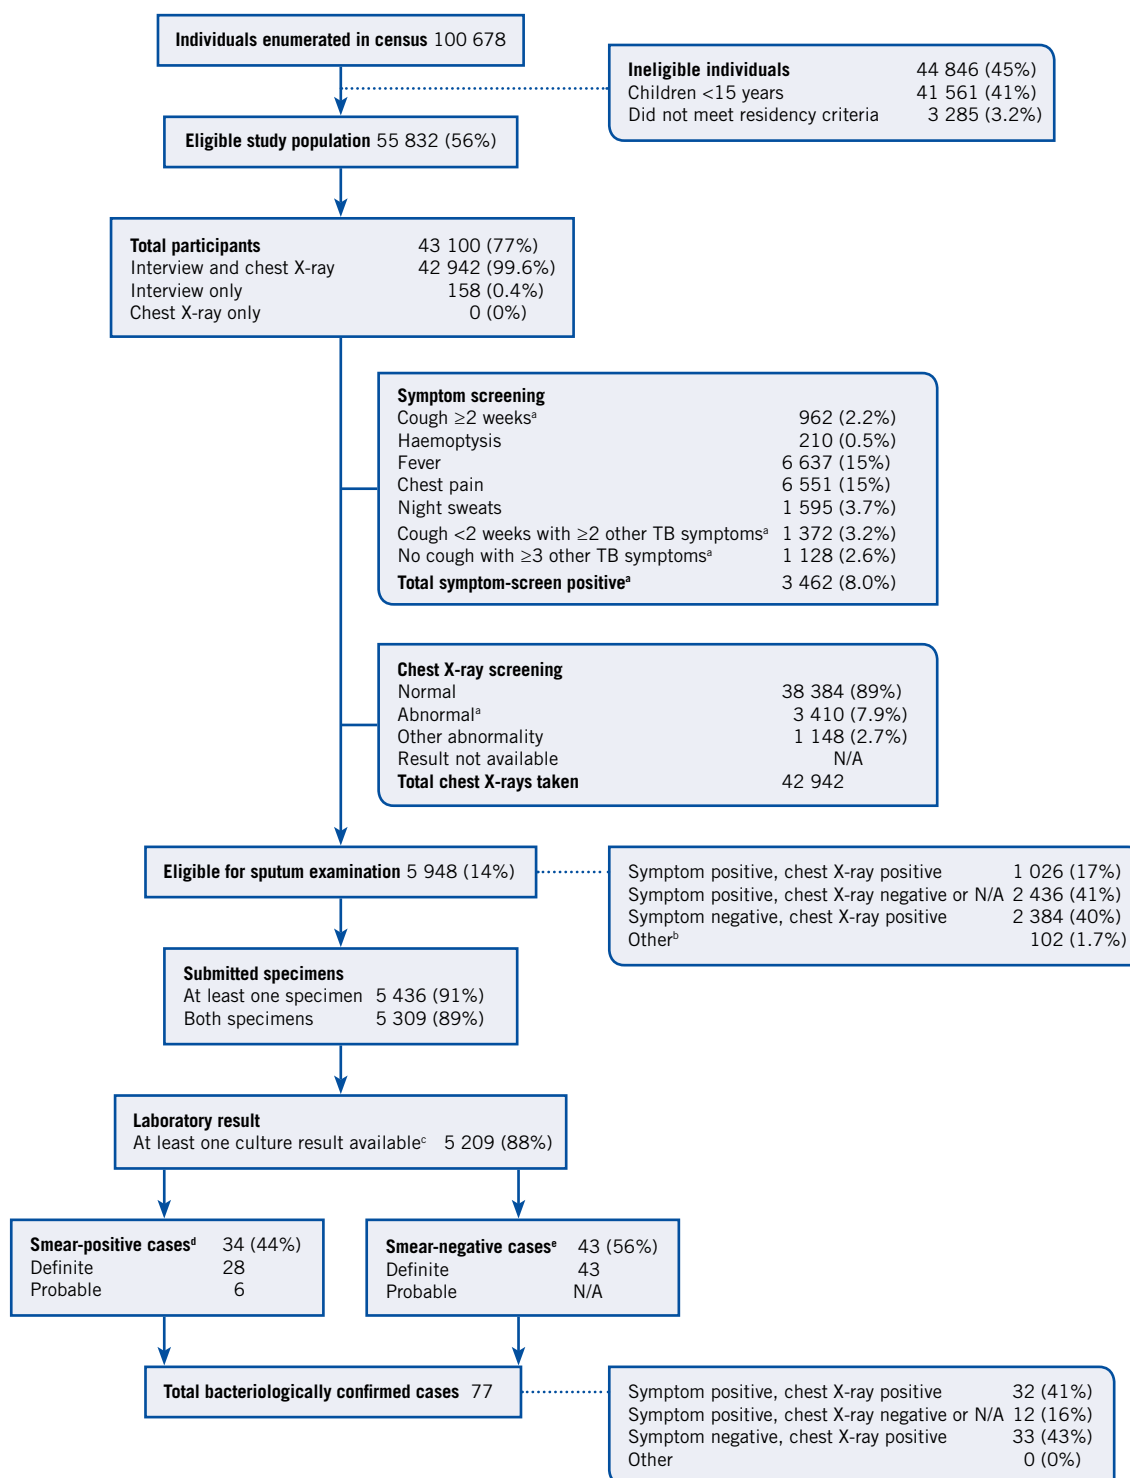 Individuals enumerated in census 100 678
Ineligible individuals 44 846 (45%)
Children <15 years 41 561 (41%)
Did not meet residency criteria 3 285 (3.2%)
Eligible study population 55 832 (56%)
Total participants 43 100 (77%)
Interview and chest X-ray 42 942 (99.6%)
Interview only 158 (0.4%)
Chest X-ray only 0 (0%)
Symptom screening
Cough ≥2 weeksᵃ 962 (2.2%)
Haemoptysis 210 (0.5%)
Fever 6 637 (15%)
Chest pain 6 551 (15%)
Night sweats 1 595 (3.7%)
Cough <2 weeks with ≥2 other TB symptomsᵃ 1 372 (3.2%)
No cough with ≥3 other TB symptomsᵃ 1 128 (2.6%)
Total symptom-screen positiveᵃ 3 462 (8.0%)
Chest X-ray screening
Normal 38 384 (89%)
Abnormalᵃ 3 410 (7.9%)
Other abnormality 1 148 (2.7%)
Result not available N/A
Total chest X-rays taken 42 942
Eligible for sputum examination 5 948 (14%)
Symptom positive, chest X-ray positive 1 026 (17%)
Symptom positive, chest X-ray negative or N/A 2 436 (41%)
Symptom negative, chest X-ray positive 2 384 (40%)
Otherᵇ 102 (1.7%)
Submitted specimens
At least one specimen 5 436 (91%)
Both specimens 5 309 (89%)
Laboratory result
At least one culture result availableᶜ 5 209 (88%)
Smear-positive casesᵈ 34 (44%)
Definite 28
Probable 6
Smear-negative casesᵉ 43 (56%)
Definite 43
Probable N/A
Total bacteriologically confirmed cases 77
Symptom positive, chest X-ray positive 32 (41%)
Symptom positive, chest X-ray negative or N/A 12 (16%)
Symptom negative, chest X-ray positive 33 (43%)
Other 0 (0%)